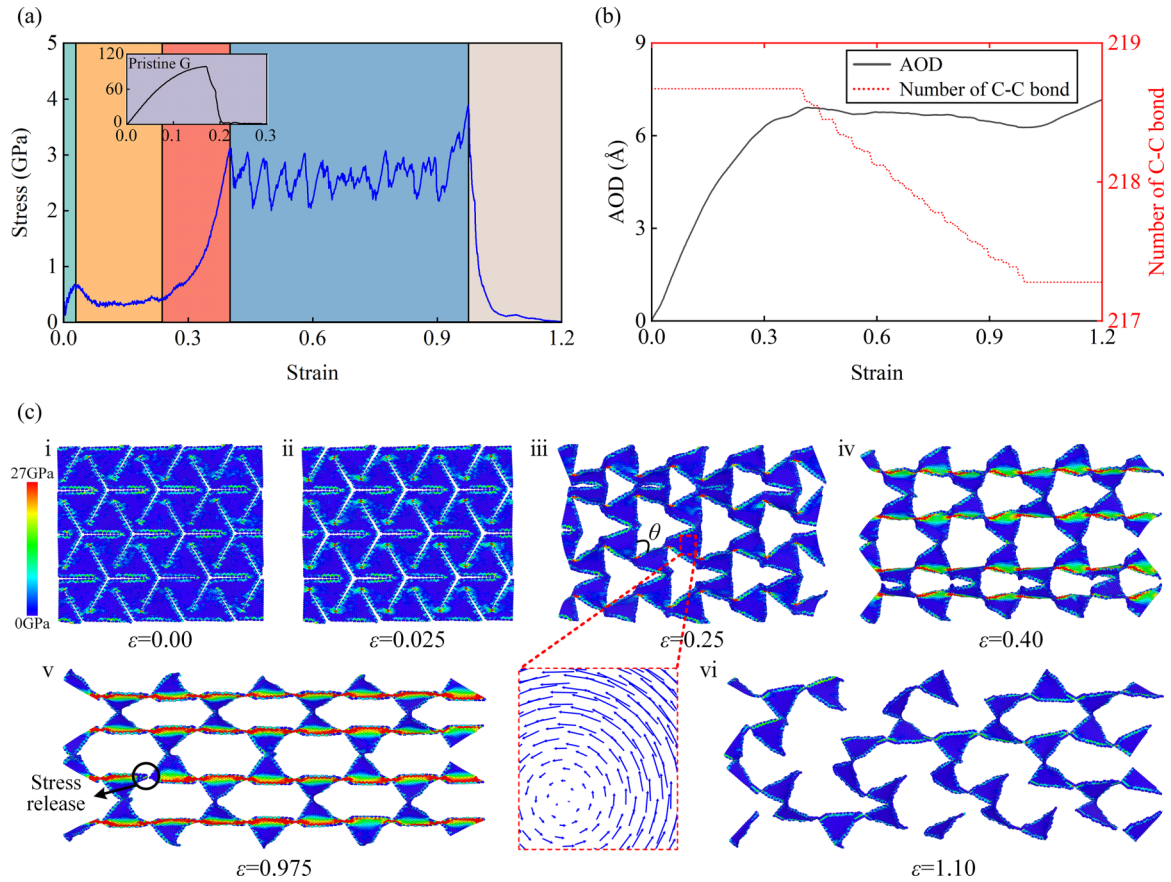 (a)
5
4
3
2
1
0
Stress (GPa)
0.0 0.3 0.6 0.9 1.2
Strain
Pristine G
120
60
0
0.0 0.1 0.2 0.3
(b)
9
6
3
0
AOD (Å)
0.0 0.3 0.6 0.9 1.2
Strain
AOD
Number of C-C bond
219
218
217
Number of C-C bond
(c)
i
27GPa
0GPa
ε=0.00
ii
ε=0.025
iii
θ
ε=0.25
iv
ε=0.40
v
Stress
release
ε=0.975
vi
ε=1.10